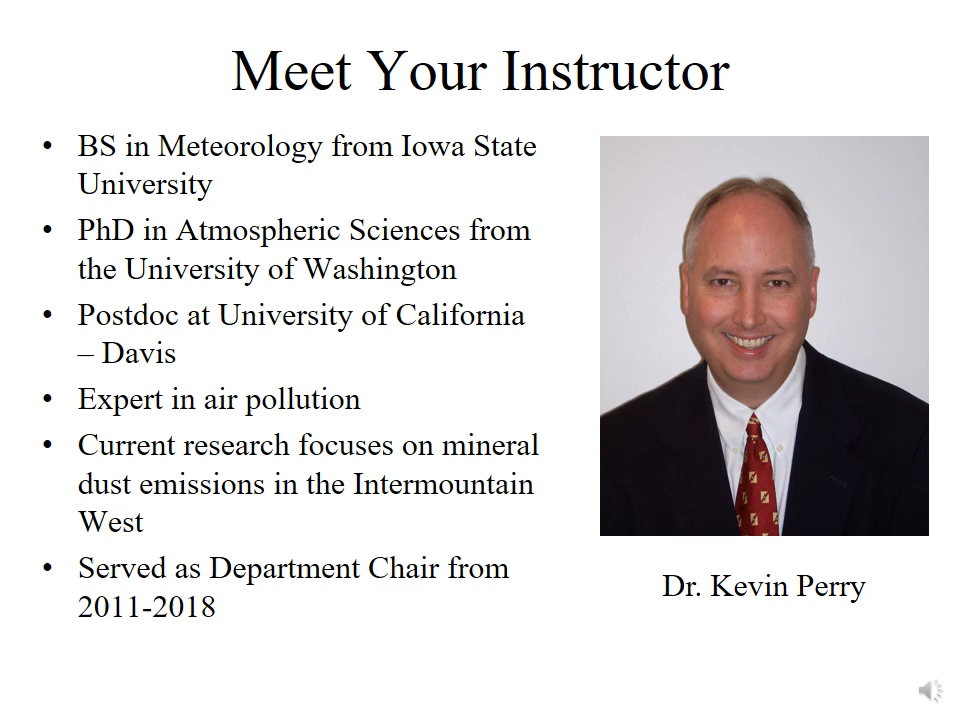 Meet Your Instructor
• BS in Meteorology from Iowa State
University
• PhD in Atmospheric Sciences from
the University of Washington
• Postdoc at University of California
– Davis
• Expert in air pollution
• Current research focuses on mineral
dust emissions in the Intermountain
West
• Served as Department Chair from
2011-2018
Dr. Kevin Perry